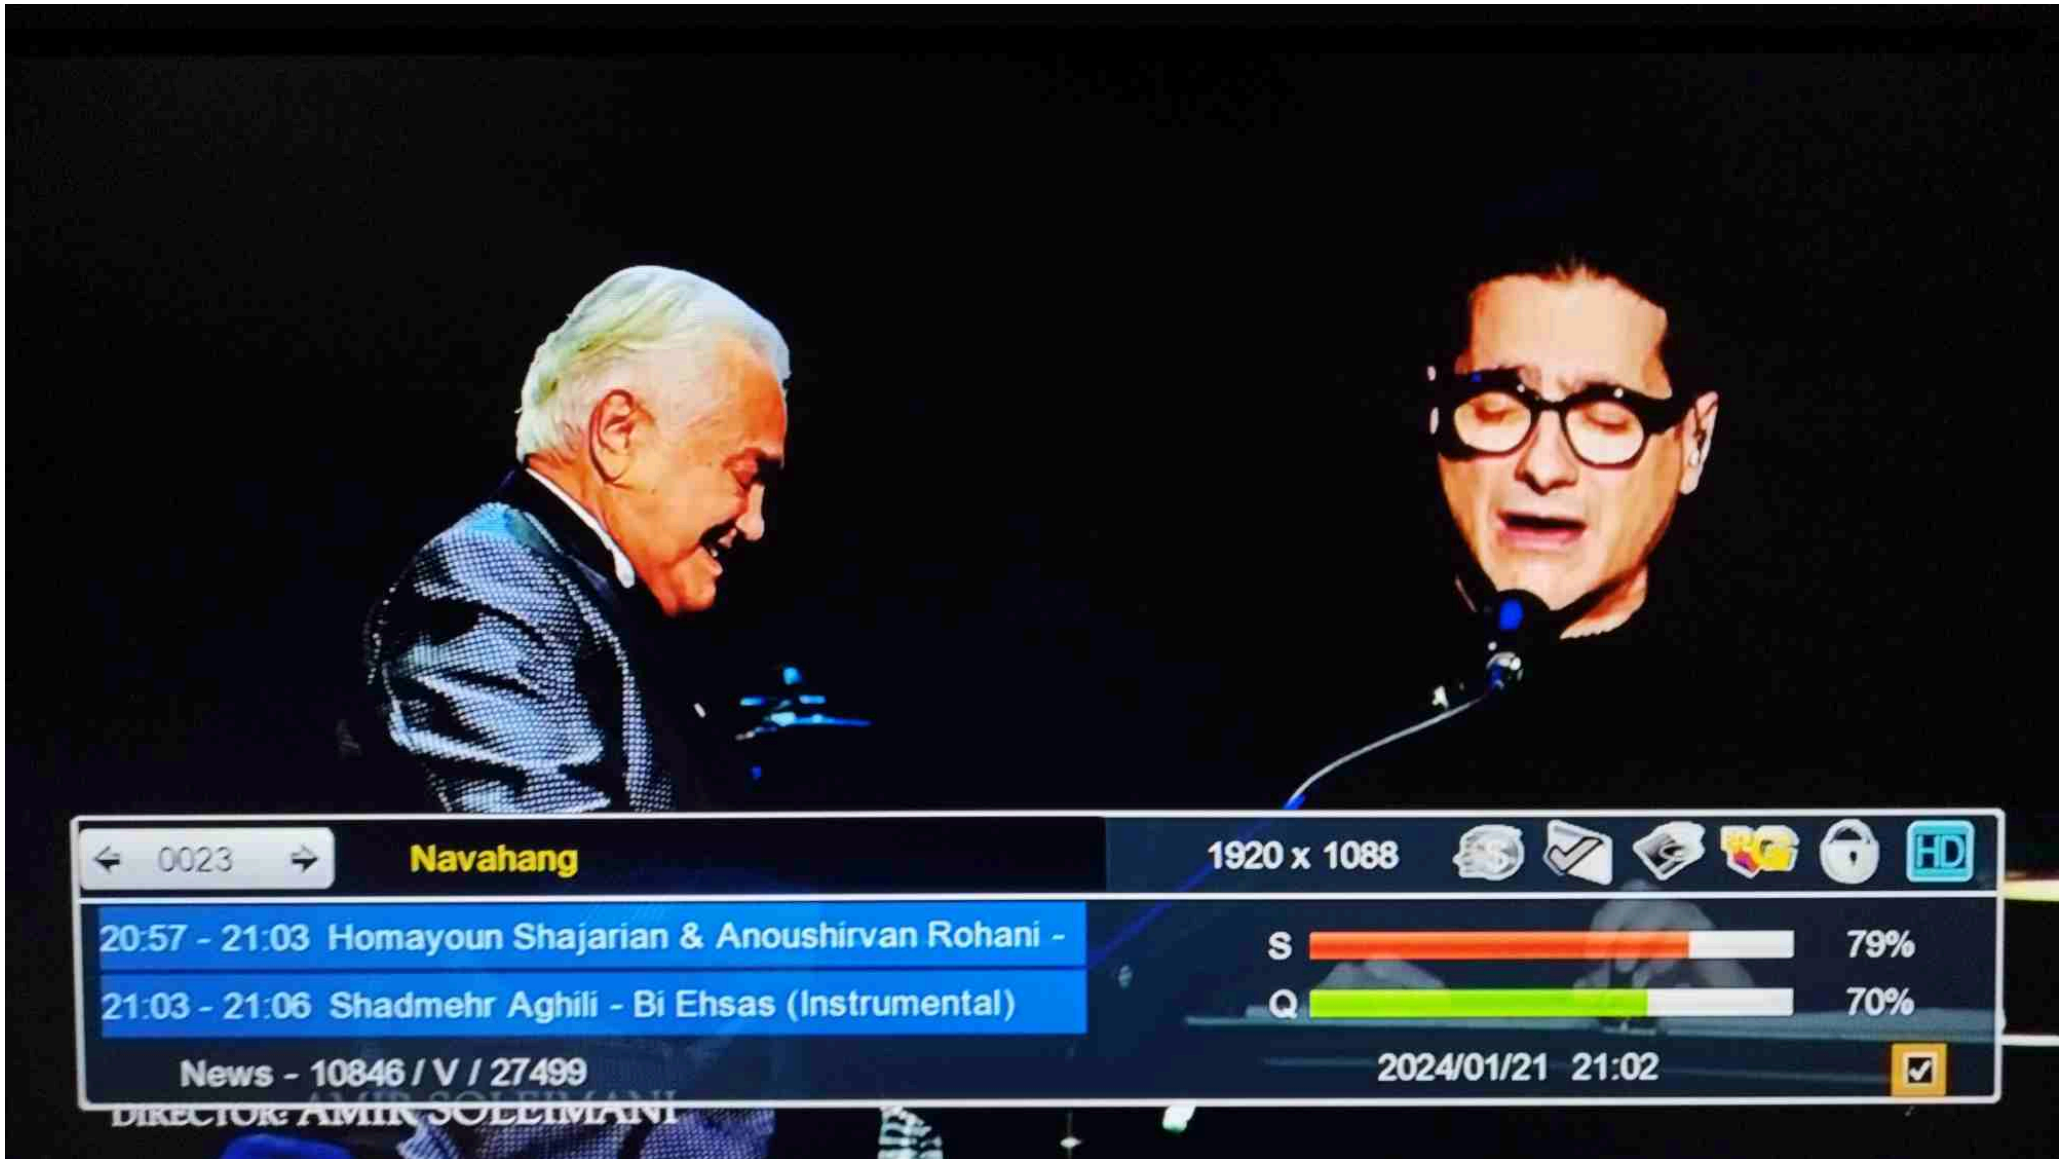 0023 Navahang 1920 x 1088 HD
20:57 - 21:03 Homayoun Shajarian & Anoushirvan Rohani -
S 79%
21:03 - 21:06 Shadmehr Aghili - Bi Ehsas (Instrumental)
Q 70%
News - 10846 / V / 27499 2024/01/21 21:02
DIRECTOR: AMIR SOLEIMANI